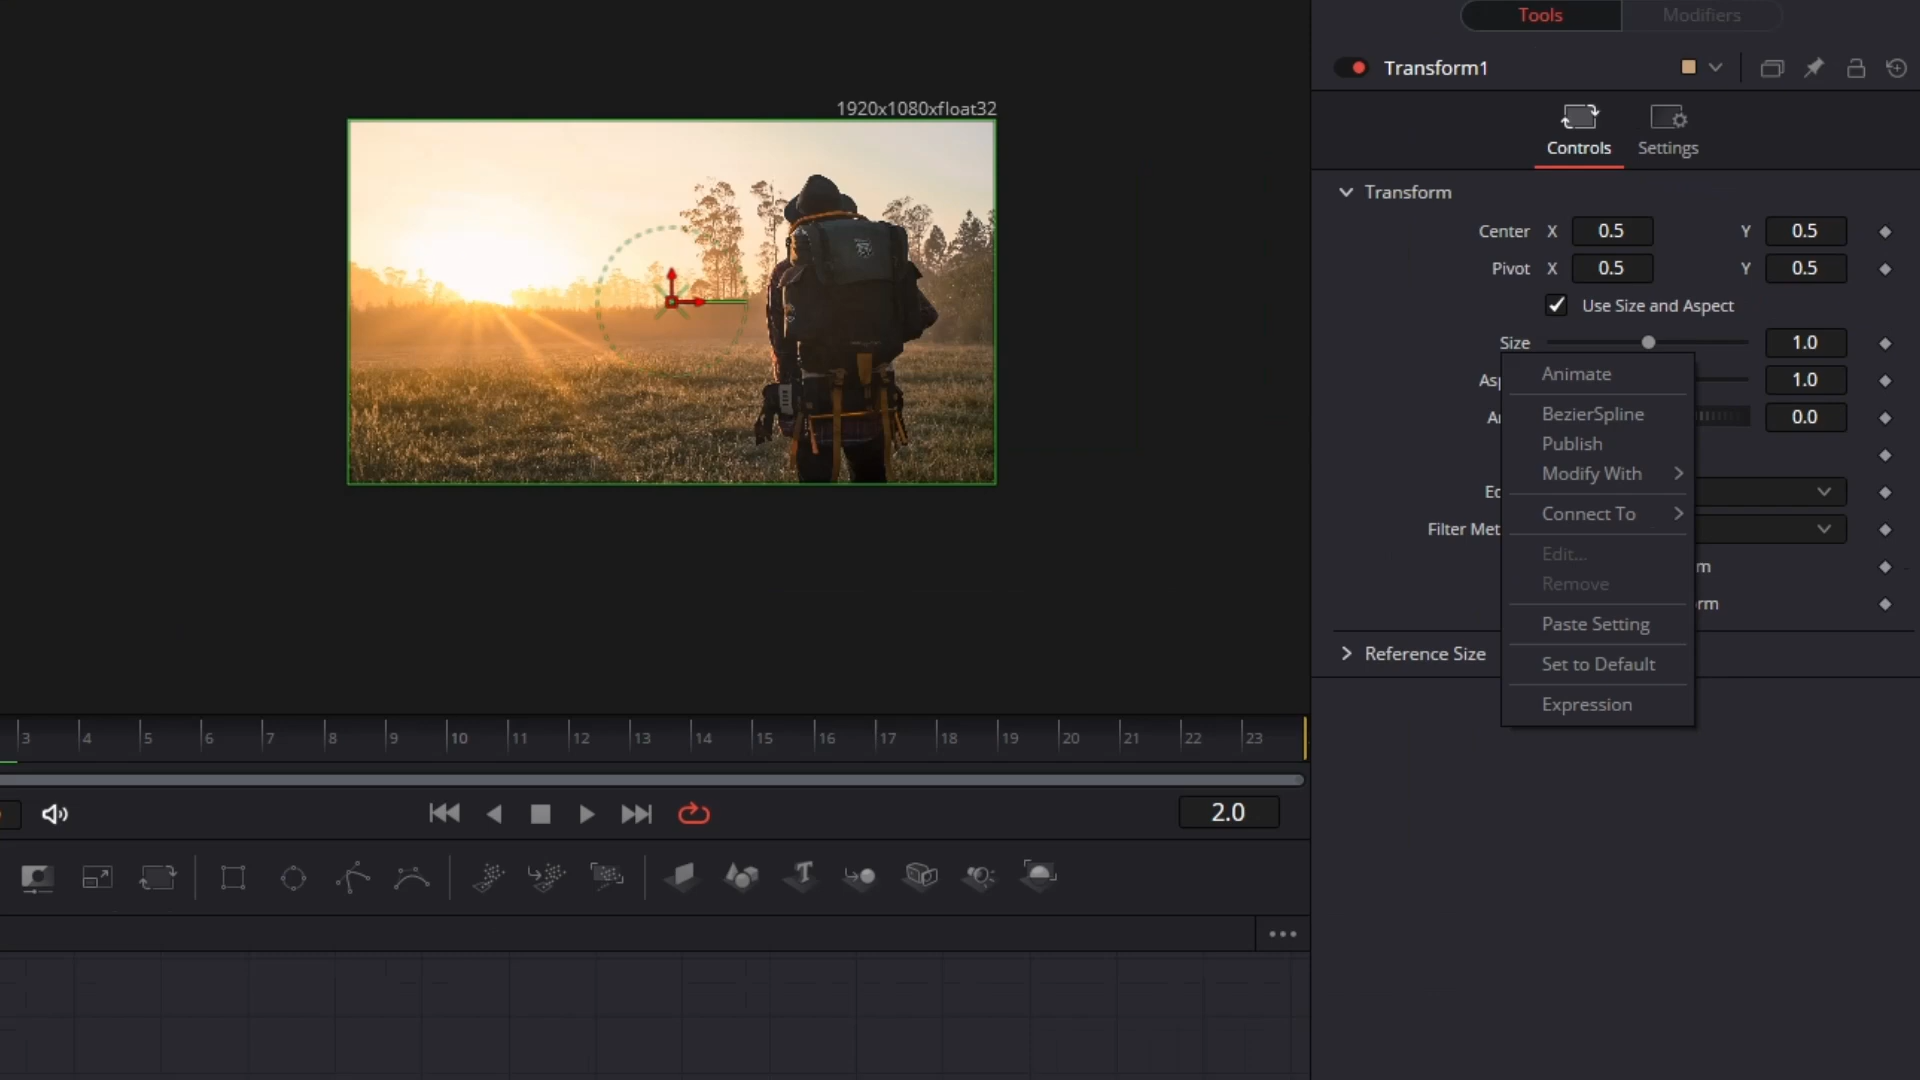 Tools
Modifiers
Transform1
Controls
Settings
1920x1080xfloat32
Transform
Center X 0.5 Y 0.5
Pivot X 0.5 Y 0.5
Use Size and Aspect
Size 1.0
1.0
0.0
Animate
BezierSpline
Publish
Modify With
Connect To
Edit...
Remove
Paste Setting
Set to Default
Expression
Filter Met
Reference Size
3 4 5 6 7 8 9 10 11 12 13 14 15 16 17 18 19 20 21 22 23
2.0